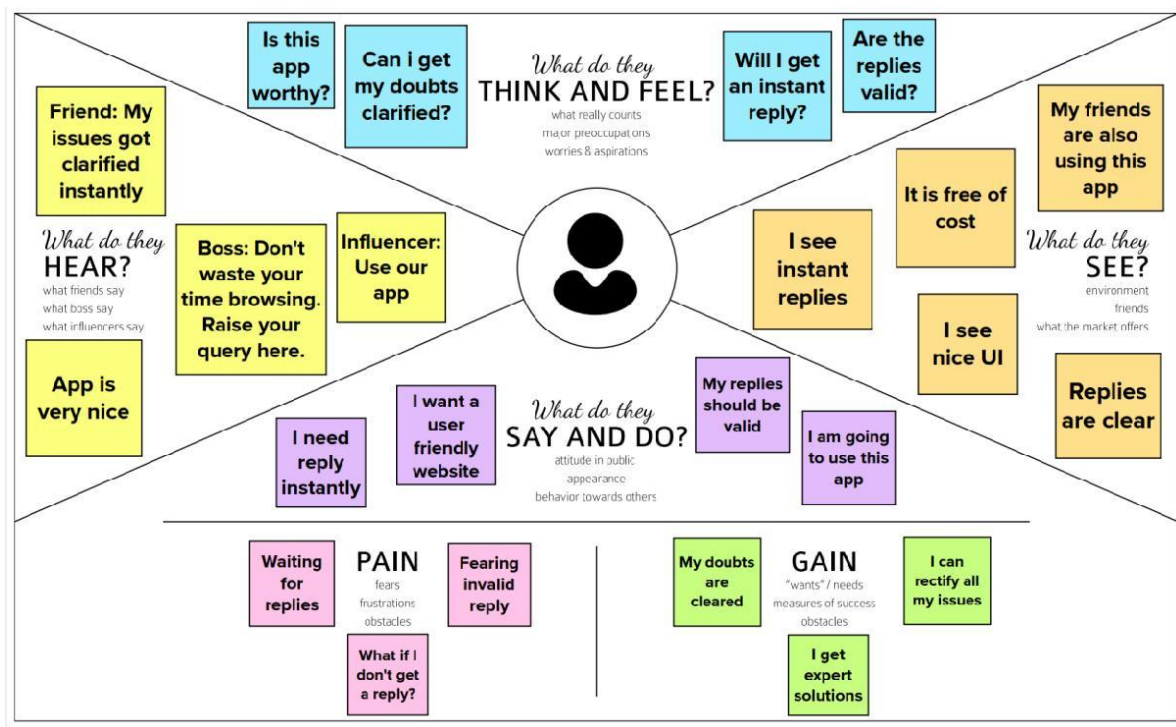 Is this
app
worthy?
Can i get
my doubts
clarified?
What do they
THINK AND FEEL?
what really counts
major preoccupations
worries & aspirations
Will I get
an instant
reply?
Are the
replies
valid?
Friend: My
issues got
clarified
instantly
What do they
HEAR?
what friends say
what boss say
what influencers say
Boss: Don't
waste your
time browsing.
Raise your
query here.
Influencer:
Use our
app
App is
very nice
I see
instant
replies
It is free of
cost
My friends
are also
using this
app
What do they
SEE?
environment
friends
what the market offers
I see
nice UI
Replies
are clear
I need
reply
instantly
I want a
user
friendly
website
What do they
SAY AND DO?
attitude in public
appearance
behavior towards others
My replies
should be
valid
I am going
to use this
app
Waiting
for
replies
PAIN
fears
frustrations
obstacles
Fearing
invalid
reply
What if I
don't get
a reply?
My doubts
are
cleared
GAIN
"wants" / needs
measures of success
obstacles
I can
rectify all
my issues
I get
expert
solutions